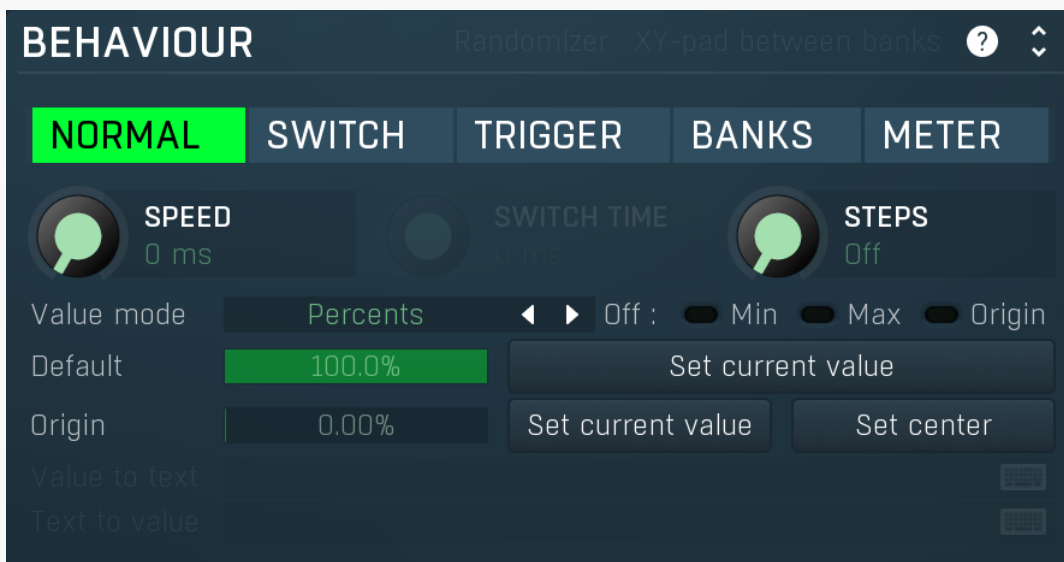 BEHAVIOUR Randomizer XY-pad between banks ?
NORMAL SWITCH TRIGGER BANKS METER
SPEED SWITCH TIME STEPS
0 ms 0 ms Off
Value mode Percents Off : Min Max Origin
Default 100.0% Set current value
Origin 0.00% Set current value Set center
Value to text
Text to value